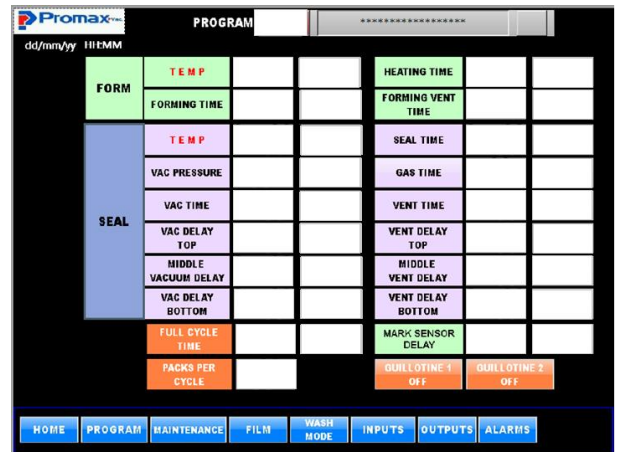 Promax
PROGRAM
******************
dd/mm/yy HH:MM
FORM
TEMP
HEATING TIME
FORMING TIME
FORMING VENT
TIME
SEAL
TEMP
SEAL TIME
VAC PRESSURE
GAS TIME
VAC TIME
VENT TIME
VAC DELAY
TOP
VENT DELAY
TOP
MIDDLE
VACUUM DELAY
MIDDLE
VENT DELAY
VAC DELAY
BOTTOM
VENT DELAY
BOTTOM
FULL CYCLE
TIME
MARK SENSOR
DELAY
PACKS PER
CYCLE
GUILLOTINE 1
OFF
GUILLOTINE 2
OFF
HOME
PROGRAM
MAINTENANCE
FILM
WASH
MODE
INPUTS
OUTPUTS
ALARMS